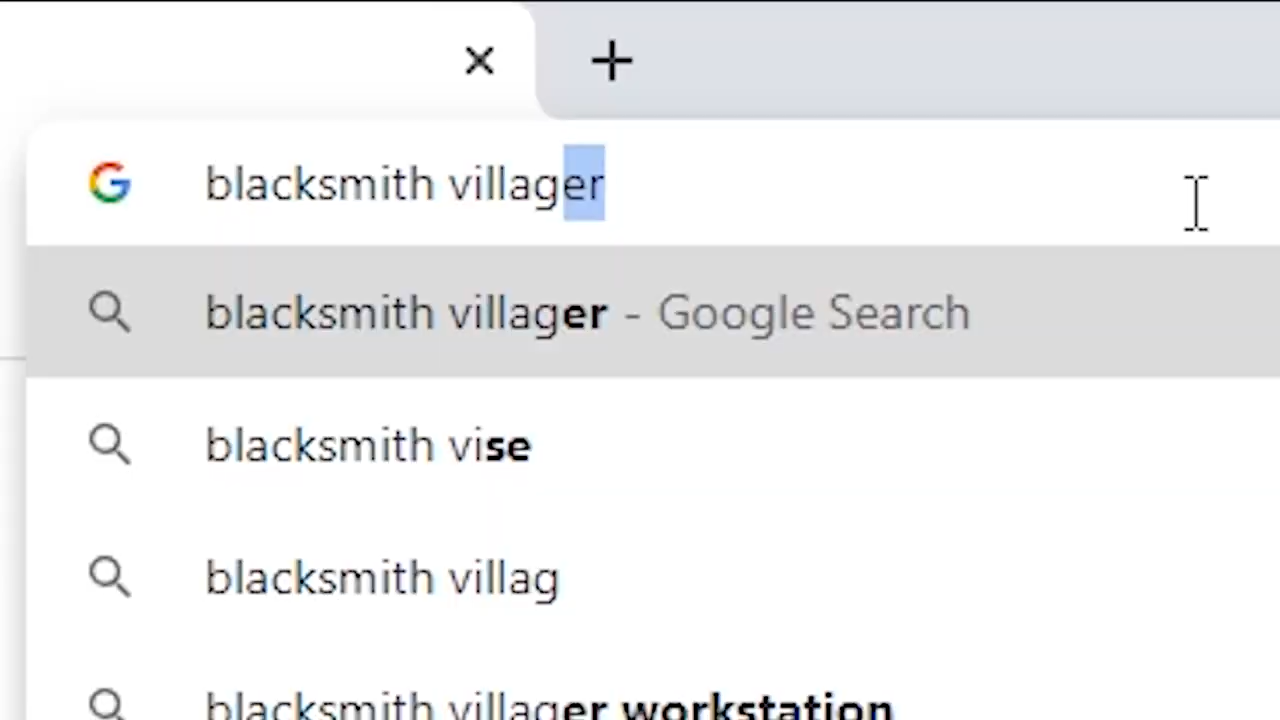 blacksmith villager
blacksmith villager - Google Search
blacksmith vise
blacksmith villag
blacksmith villager workstation